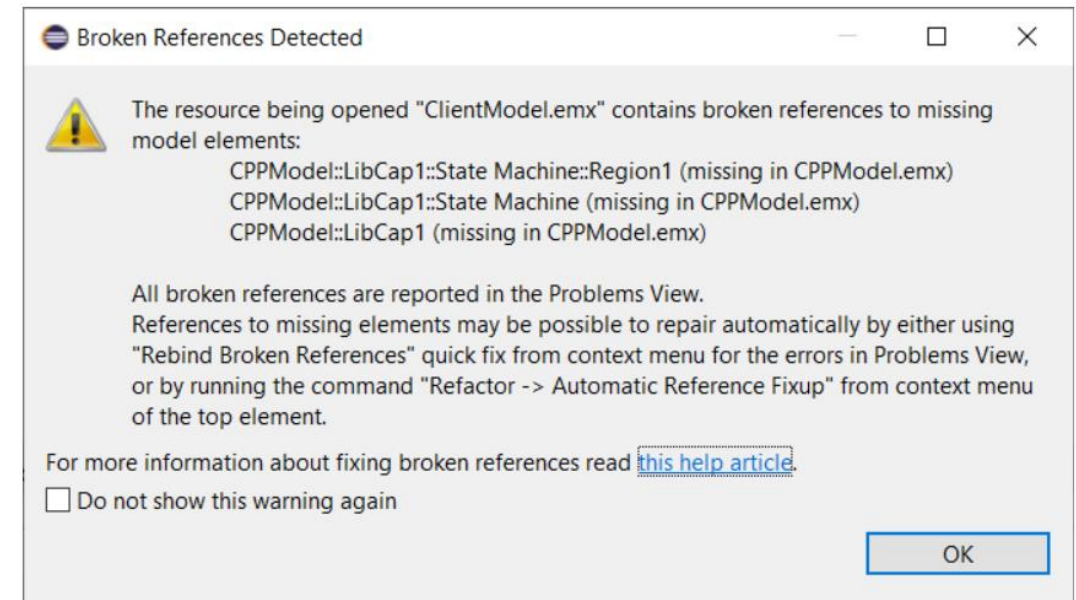 Broken References Detected
The resource being opened "ClientModel.emx" contains broken references to missing
model elements:
CPPModel::LibCap1::State Machine::Region1 (missing in CPPModel.emx)
CPPModel::LibCap1::State Machine (missing in CPPModel.emx)
CPPModel::LibCap1 (missing in CPPModel.emx)
All broken references are reported in the Problems View.
References to missing elements may be possible to repair automatically by either using
"Rebind Broken References" quick fix from context menu for the errors in Problems View,
or by running the command "Refactor -> Automatic Reference Fixup" from context menu
of the top element.
For more information about fixing broken references read this help article.
Do not show this warning again
OK